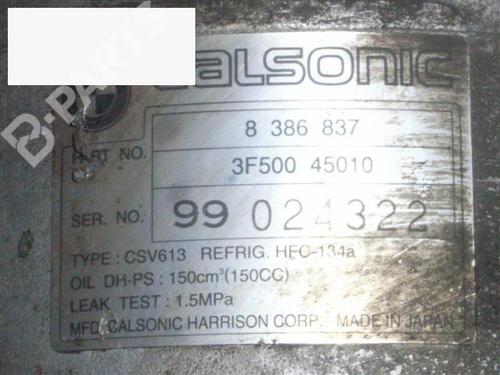 CALSONIC
8 386 837
PART NO.
3F500 45010
SER. NO. 99 024322
TYPE : CSV613 REFRIG. HFC-134a
OIL DH-PS : 150cm³(150CC)
LEAK TEST : 1.5MPa
MFD. CALSONIC HARRISON CORP. MADE IN JAPAN
B-PARTS